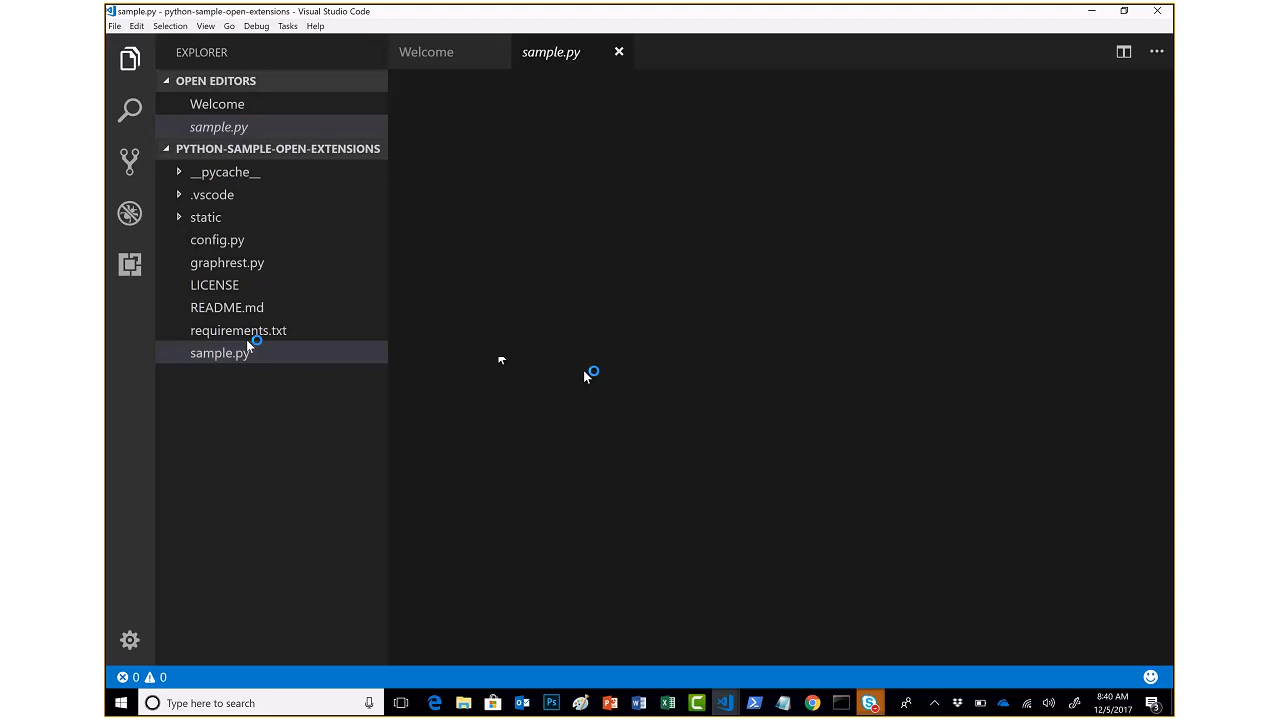 sample.py - python-sample-open-extensions - Visual Studio Code
File Edit Selection View Go Debug Tasks Help
EXPLORER
Welcome sample.py
OPEN EDITORS
Welcome
sample.py
PYTHON-SAMPLE-OPEN-EXTENSIONS
__pycache__
.vscode
static
config.py
graphrest.py
LICENSE
README.md
requirements.txt
sample.py
0 0
Type here to search
8:40 AM
12/5/2017
3